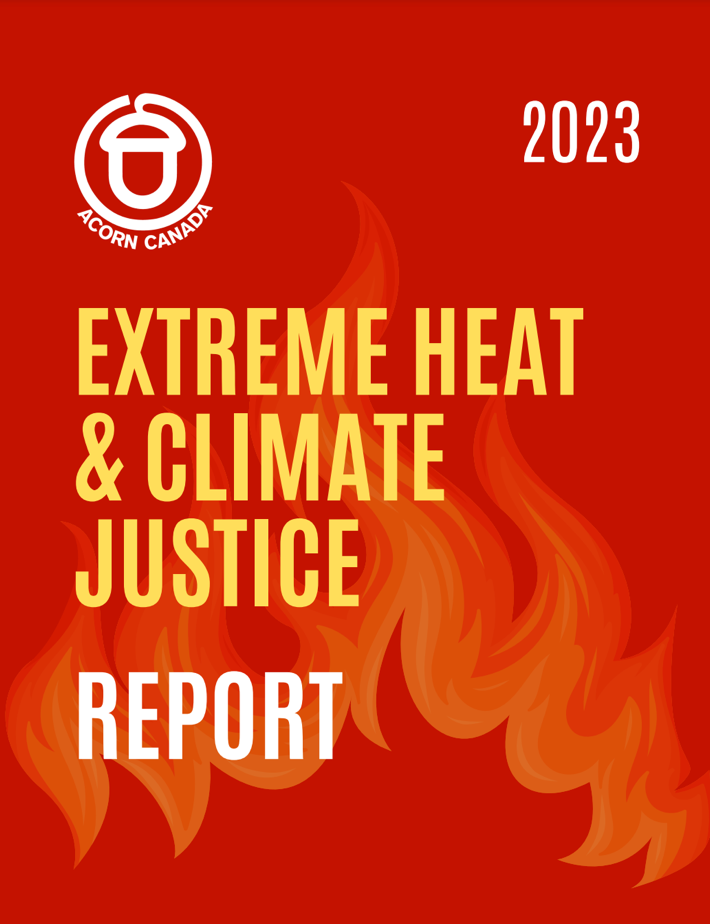 ACORN CANADA
2023
EXTREME HEAT
& CLIMATE
JUSTICE
REPORT